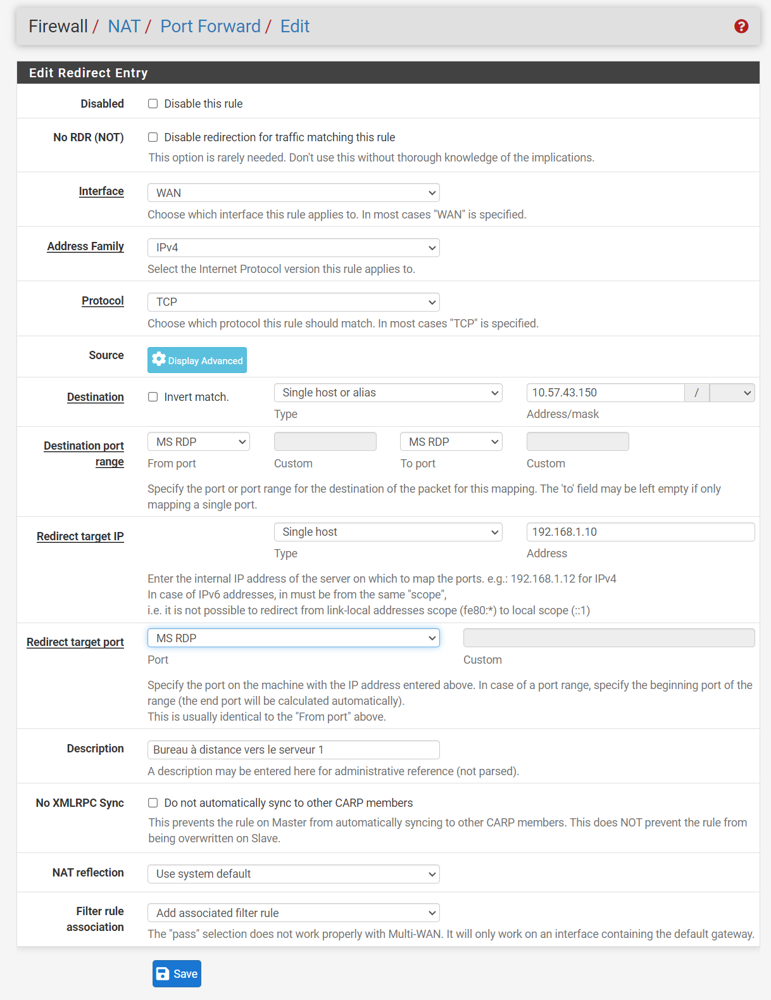 Firewall / NAT / Port Forward / Edit
Edit Redirect Entry
Disabled
Disable this rule
No RDR (NOT)
Disable redirection for traffic matching this rule
This option is rarely needed. Don't use this without thorough knowledge of the implications.
Interface
WAN
Choose which interface this rule applies to. In most cases "WAN" is specified.
Address Family
IPv4
Select the Internet Protocol version this rule applies to.
Protocol
TCP
Choose which protocol this rule should match. In most cases "TCP" is specified.
Source
Display Advanced
Destination
Invert match.
Single host or alias
10.57.43.150
/
Type
Address/mask
Destination port
range
MS RDP
MS RDP
From port
Custom
To port
Custom
Specify the port or port range for the destination of the packet for this mapping. The 'to' field may be left empty if only
mapping a single port.
Redirect target IP
Single host
192.168.1.10
Type
Address
Enter the internal IP address of the server on which to map the ports. e.g.: 192.168.1.12 for IPv4
In case of IPv6 addresses, in must be from the same "scope",
i.e. it is not possible to redirect from link-local addresses scope (fe80:*) to local scope (::1)
Redirect target port
MS RDP
Port
Custom
Specify the port on the machine with the IP address entered above. In case of a port range, specify the beginning port of the
range (the end port will be calculated automatically).
This is usually identical to the "From port" above.
Description
Bureau à distance vers le serveur 1
A description may be entered here for administrative reference (not parsed).
No XMLRPC Sync
Do not automatically sync to other CARP members
This prevents the rule on Master from automatically syncing to other CARP members. This does NOT prevent the rule from
being overwritten on Slave.
NAT reflection
Use system default
Filter rule
association
Add associated filter rule
The "pass" selection does not work properly with Multi-WAN. It will only work on an interface containing the default gateway.
Save